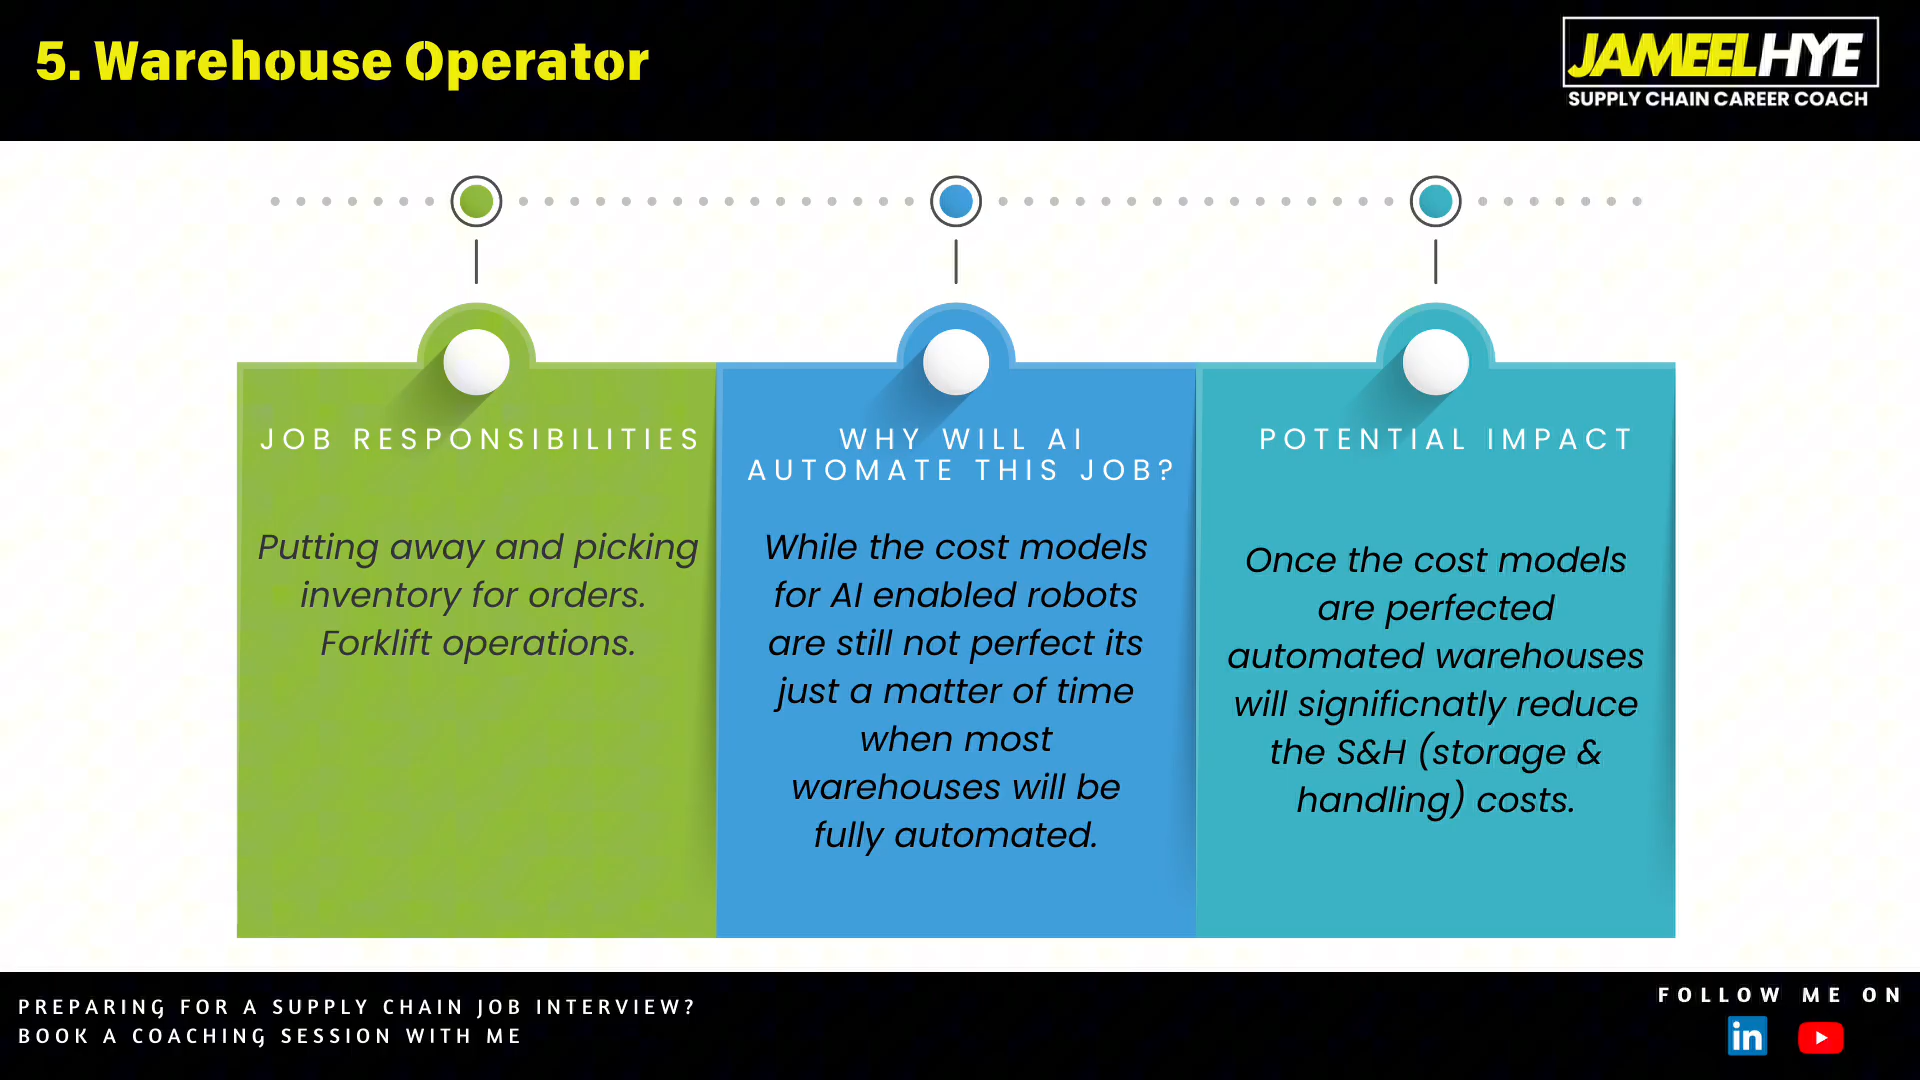 5. Warehouse Operator
JAMEELHYE
SUPPLY CHAIN CAREER COACH
JOB RESPONSIBILITIES
Putting away and picking
inventory for orders.
Forklift operations.
WHY WILL AI
AUTOMATE THIS JOB?
While the cost models
for AI enabled robots
are still not perfect its
just a matter of time
when most
warehouses will be
fully automated.
POTENTIAL IMPACT
Once the cost models
are perfected
automated warehouses
will significnatly reduce
the S&H (storage &
handling) costs.
PREPARING FOR A SUPPLY CHAIN JOB INTERVIEW?
BOOK A COACHING SESSION WITH ME
FOLLOW ME ON
in